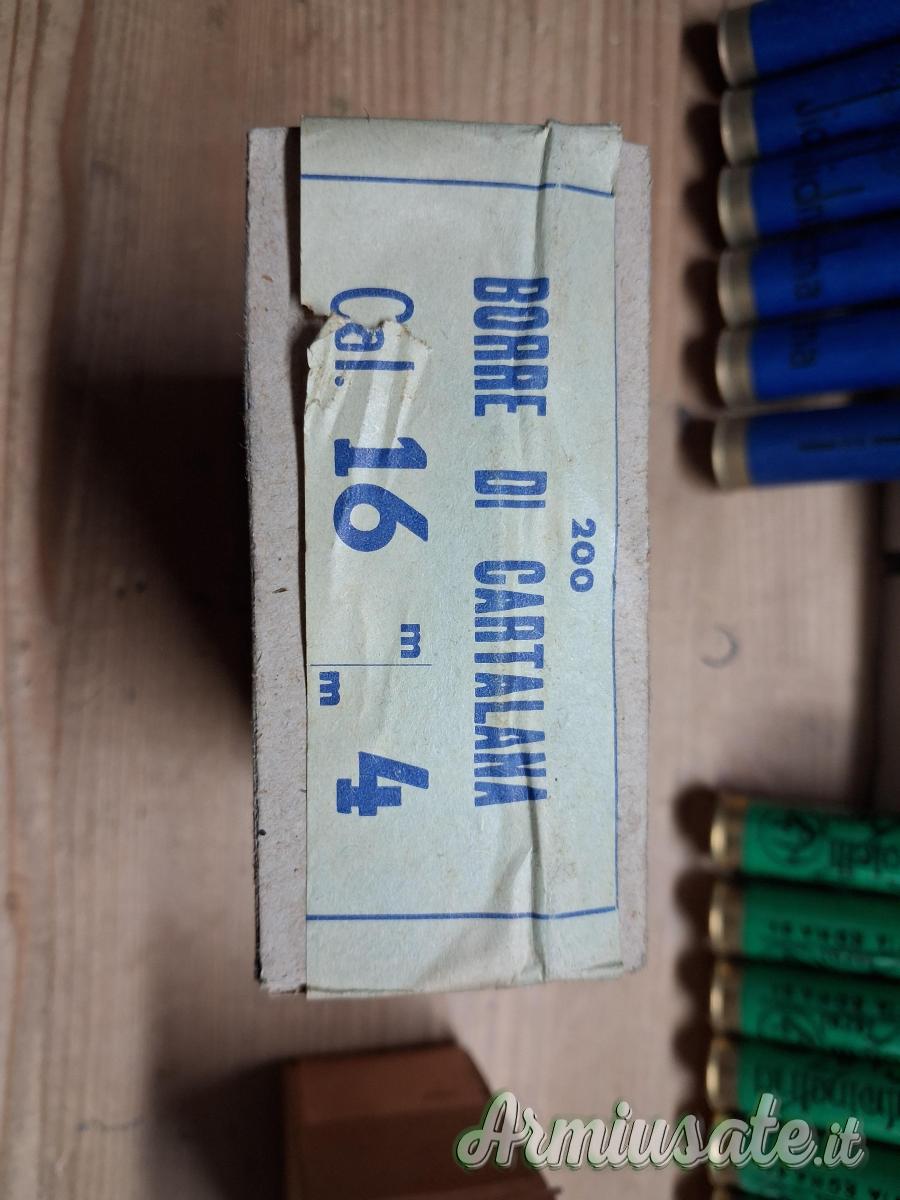 200
BORRE DI CARTALANA
Cal. 16 m/m 4
Armiusate.it